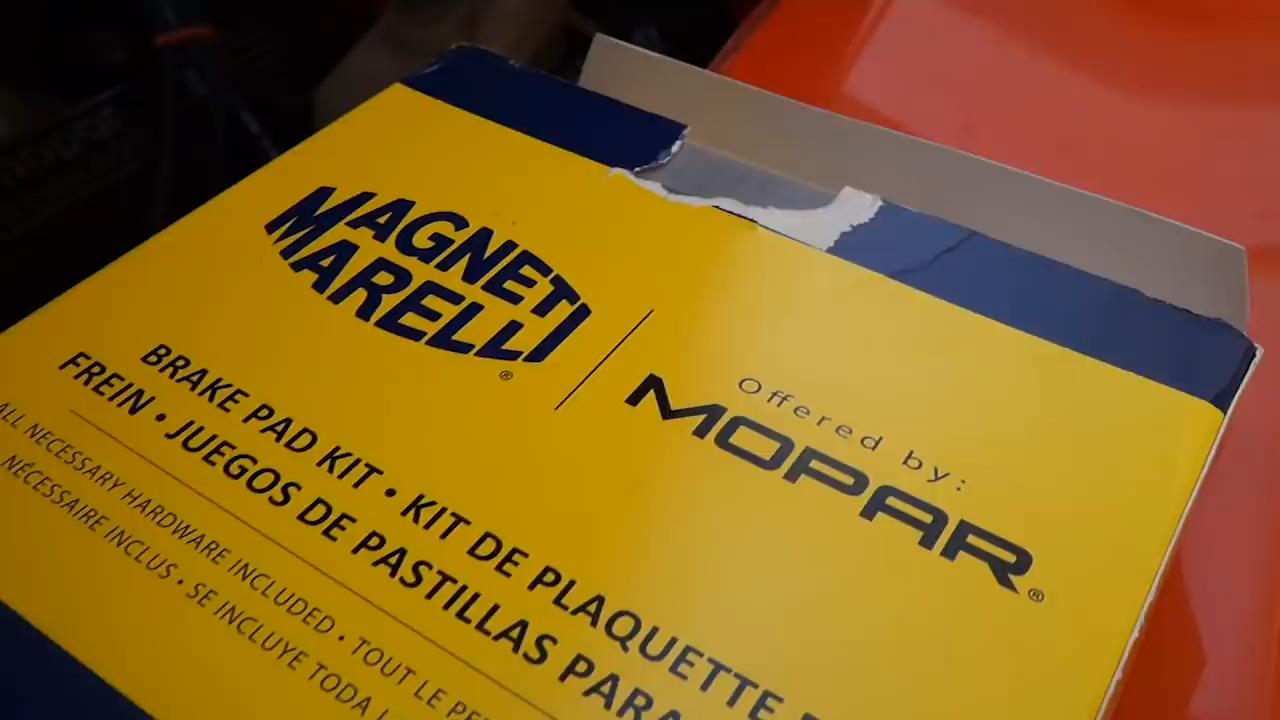 MAGNETI
MARELLI
®
Offered by:
MOPAR®
BRAKE PAD KIT • KIT DE PLAQUETTE
FREIN • JUEGOS DE PASTILLAS PARA
ALL NECESSARY HARDWARE INCLUDED • TOUT LE
NÉCESSAIRE INCLUS • SE INCLUYE TODA